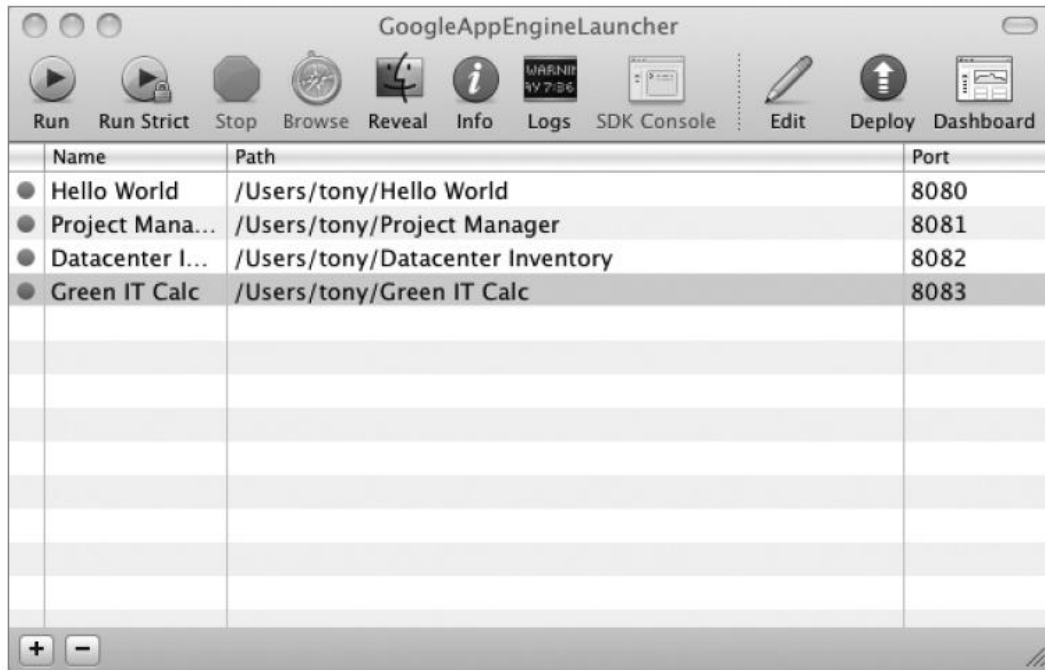 GoogleAppEngineLauncher
Run Run Strict Stop Browse Reveal Info Logs SDK Console Edit Deploy Dashboard
Name Path Port
Hello World /Users/tony/Hello World 8080
Project Mana... /Users/tony/Project Manager 8081
Datacenter I... /Users/tony/Datacenter Inventory 8082
Green IT Calc /Users/tony/Green IT Calc 8083